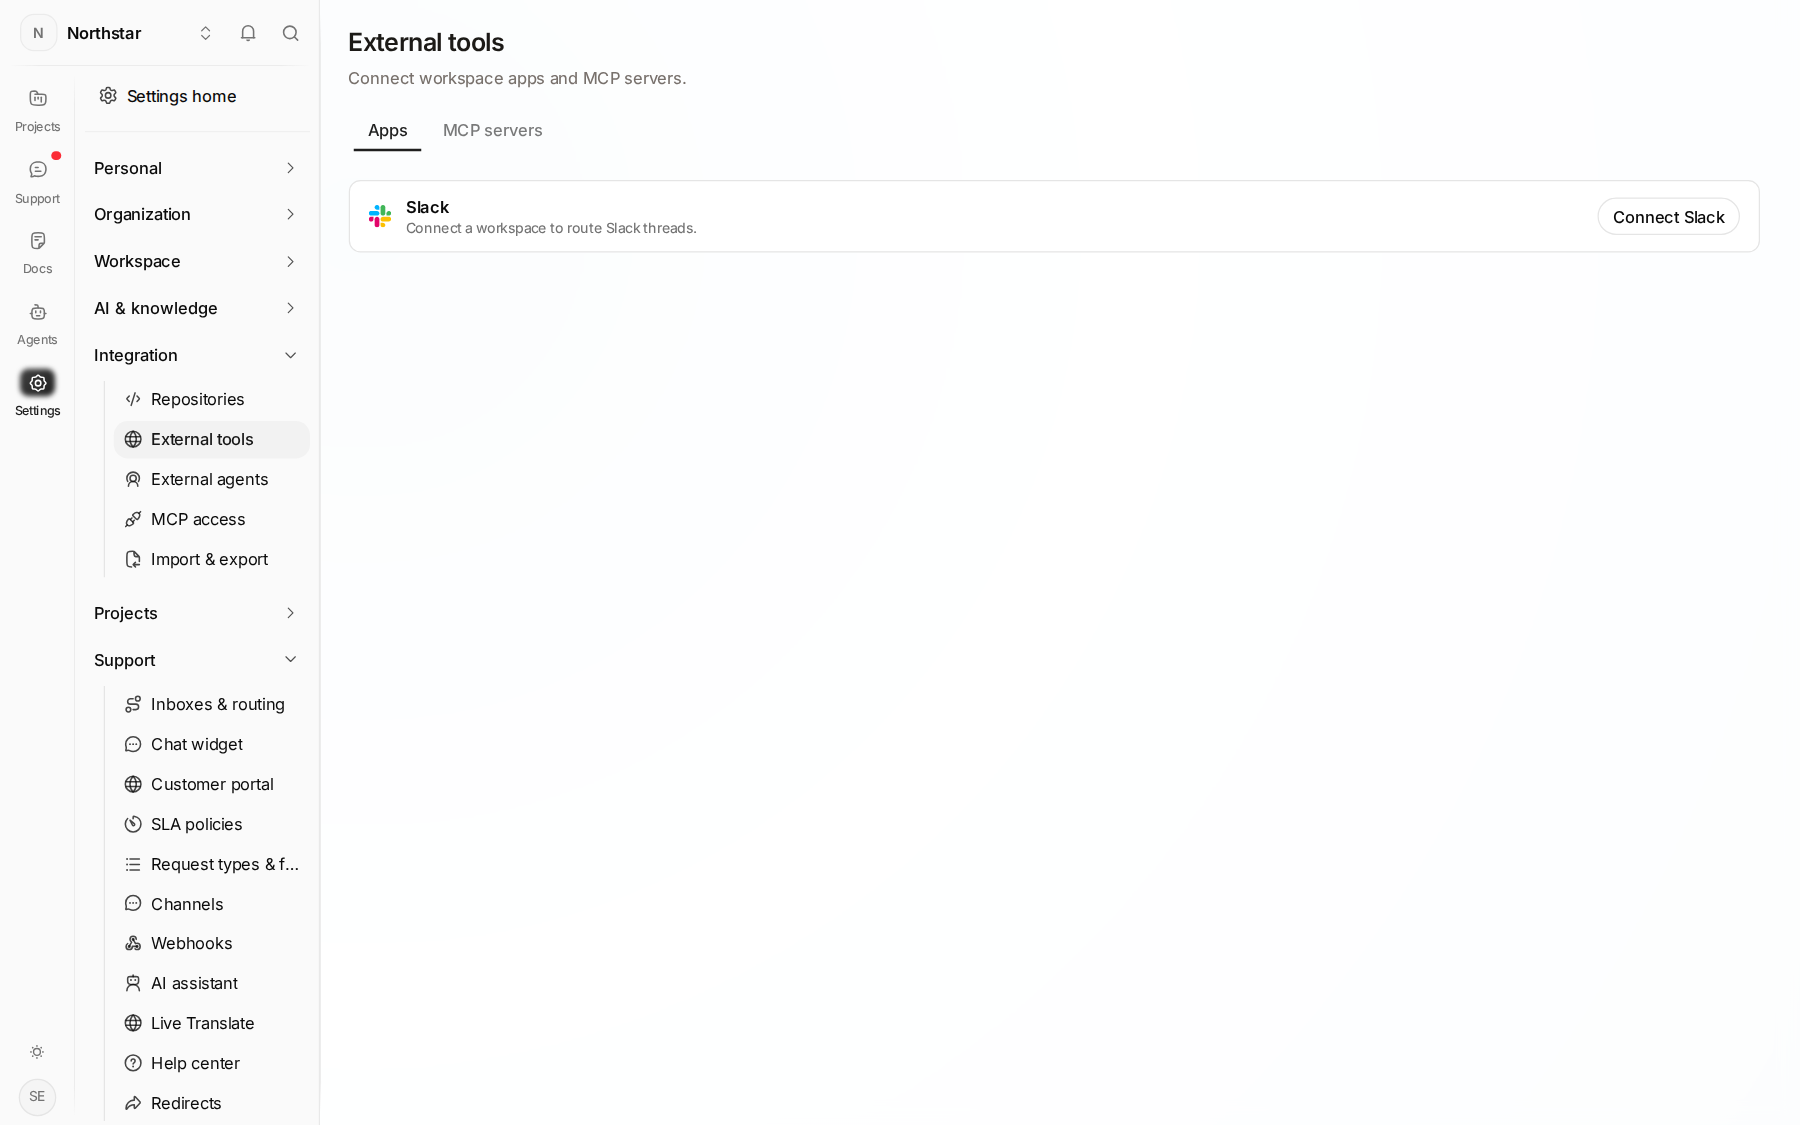 N
Northstar
Projects
Support
Docs
Agents
Settings
SE
Settings home
Personal
Organization
Workspace
AI & knowledge
Integration
Repositories
External tools
External agents
MCP access
Import & export
Projects
Support
Inboxes & routing
Chat widget
Customer portal
SLA policies
Request types & f...
Channels
Webhooks
AI assistant
Live Translate
Help center
Redirects
External tools
Connect workspace apps and MCP servers.
Apps
MCP servers
Slack
Connect a workspace to route Slack threads.
Connect Slack